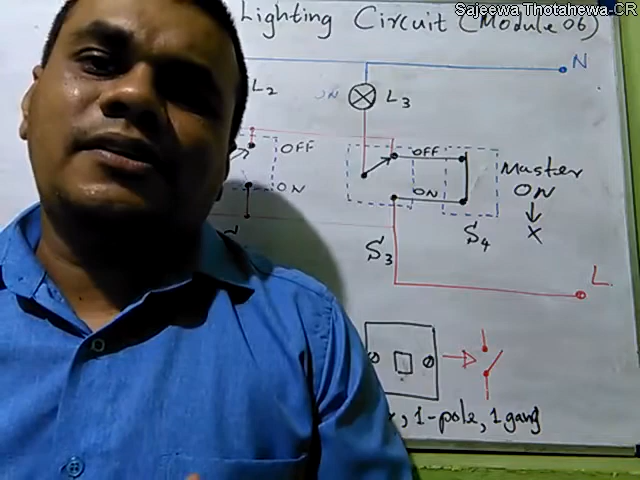 Sajeewa Thotahewa-CR
Lighting Circuit (Module 06)
N
L2
ON
L3
OFF
ON
OFF
ON
Master
ON
X
S3
S4
L
, 1-pole, 1 gang